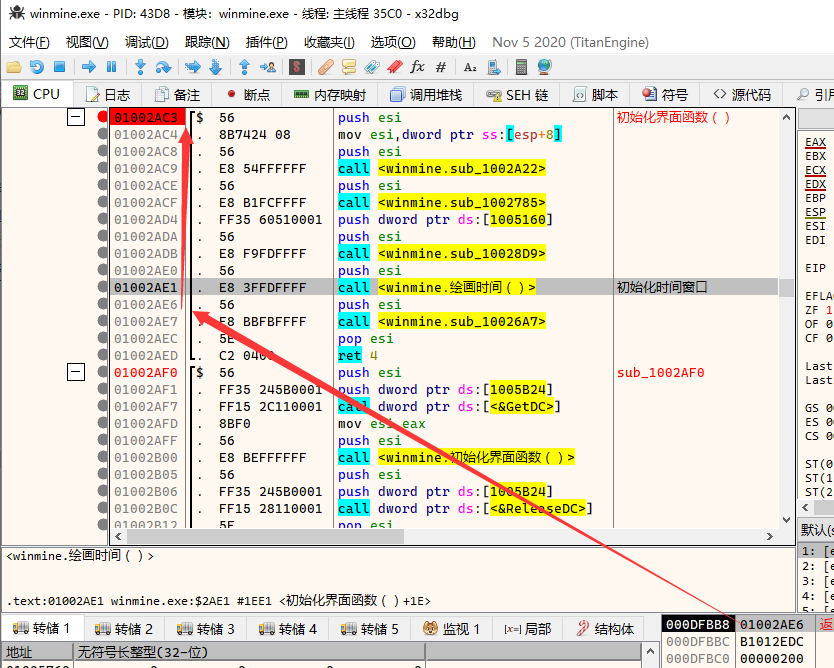 winmine.exe - PID: 43D8 - 模块: winmine.exe - 线程: 主线程 35C0 - x32dbg
文件(F) 视图(V) 调试(D) 跟踪(N) 插件(P) 收藏夹(I) 选项(O) 帮助(H) Nov 5 2020 (TitanEngine)
CPU 日志 备注 断点 内存映射 调用堆栈 SEH 链 脚本 符号 源代码 引
01002AC3 $ 56 push esi 初始化界面函数()
01002AC4 . 8B7424 08 mov esi,dword ptr ss:[esp+8]
01002AC8 . 56 push esi
01002AC9 . E8 54FFFFFF call <winmine.sub_1002A22>
01002ACE . 56 push esi
01002ACF . E8 B1FCFFFF call <winmine.sub_1002785>
01002AD4 . FF35 60510001 push dword ptr ds:[1005160]
01002ADA . 56 push esi
01002ADB . E8 F9FDFFFF call <winmine.sub_10028D9>
01002AE0 . 56 push esi
01002AE1 . E8 3FFDFFFF call <winmine.绘画时间()> 初始化时间窗口
01002AE6 . 56 push esi
01002AE7 . E8 BBFBFFFF call <winmine.sub_10026A7>
01002AEC . 5E pop esi
01002AED . C2 0400 ret 4
01002AF0 $ 56 push esi sub_1002AF0
01002AF1 . FF35 245B0001 push dword ptr ds:[1005B24]
01002AF7 . FF15 2C110001 call dword ptr ds:[<&GetDC>]
01002AFD . 8BF0 mov esi,eax
01002AFF . 56 push esi
01002B00 . E8 BEFFFFFF call <winmine.初始化界面函数()>
01002B05 . 56 push esi
01002B06 . FF35 245B0001 push dword ptr ds:[1005B24]
01002B0C . FF15 28110001 call dword ptr ds:[<&ReleaseDC>]
01002B12 . 5E pop esi
EAX
EBX
ECX
EDX
EBP
ESP
ESI
EDI
EIP
EFLA
ZF 1
OF 0
CF 0
Last
Last
GS 0
ES 0
CS 0
ST(0
ST(1
ST(2
默认(s
1: [e
2: [e
3: [e
4: [e
<winmine.绘画时间()>
.text:01002AE1 winmine.exe:$2AE1 #1EE1 <初始化界面函数()+1E>
转储 1 转储 2 转储 3 转储 4 转储 5 监视 1 [x=] 局部 结构体
地址 无符号长整型(32-位)
000DFBB8 01002AE6 返
000DFBBC B1012EDC
000DFBC0 00000200